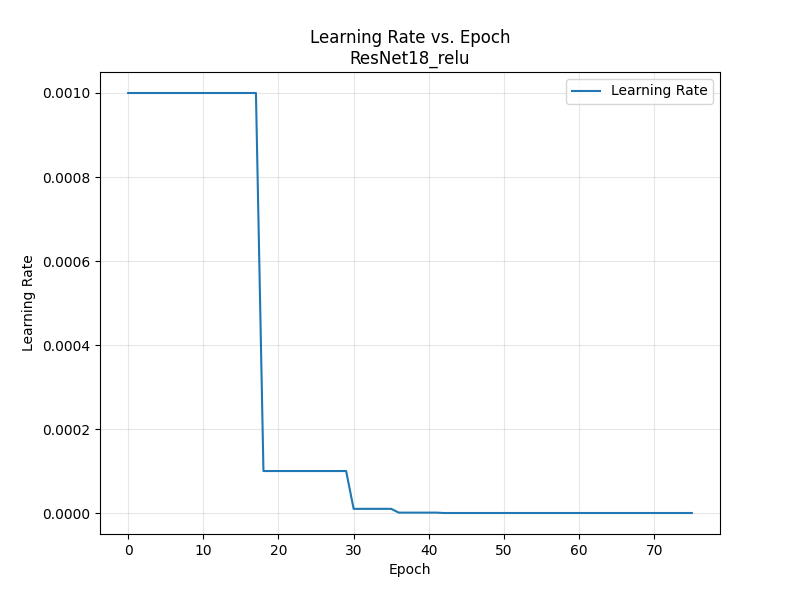 Learning Rate vs. Epoch
ResNet18_relu
Learning Rate
0.0010
0.0008
0.0006
0.0004
0.0002
0.0000
Learning Rate
0 10 20 30 40 50 60 70
Epoch